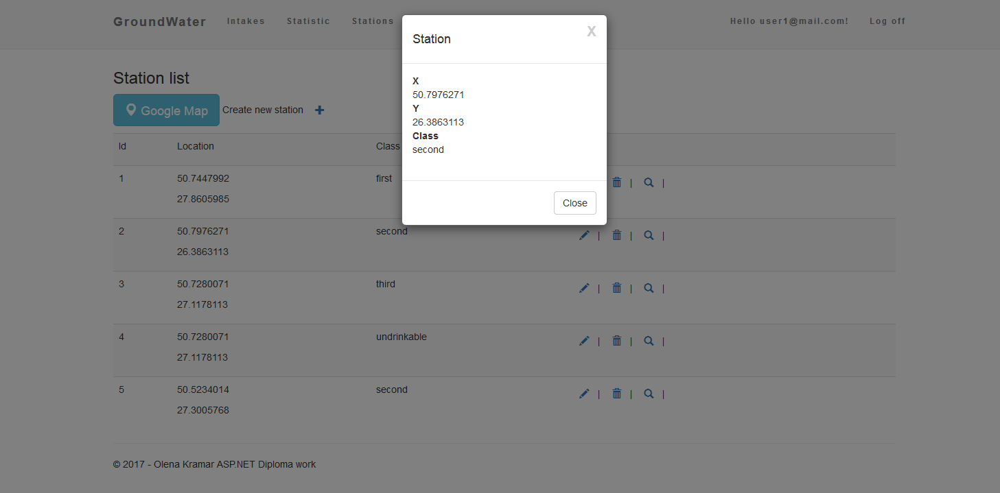 GroundWater Intakes Statistic Stations Hello user1@mail.com! Log off
Station X
X
50.7976271
Y
26.3863113
Class
second
Close
Station list
Google Map Create new station
Id Location Class
1 50.7447992 first
27.8605985
2 50.7976271 second
26.3863113
3 50.7280071 third
27.1178113
4 50.7280071 undrinkable
27.1178113
5 50.5234014 second
27.3005768
© 2017 - Olena Kramar ASP.NET Diploma work